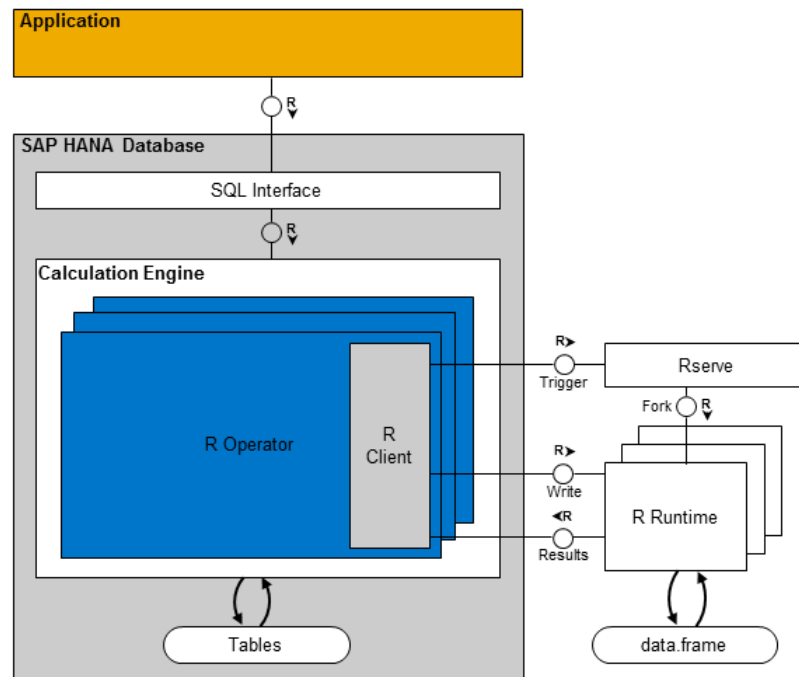 Application
R
SAP HANA Database
SQL Interface
R
Calculation Engine
R Operator
R
Client
R
Trigger
Rserve
Fork
R
R
Write
R Runtime
R
Results
Tables
data.frame